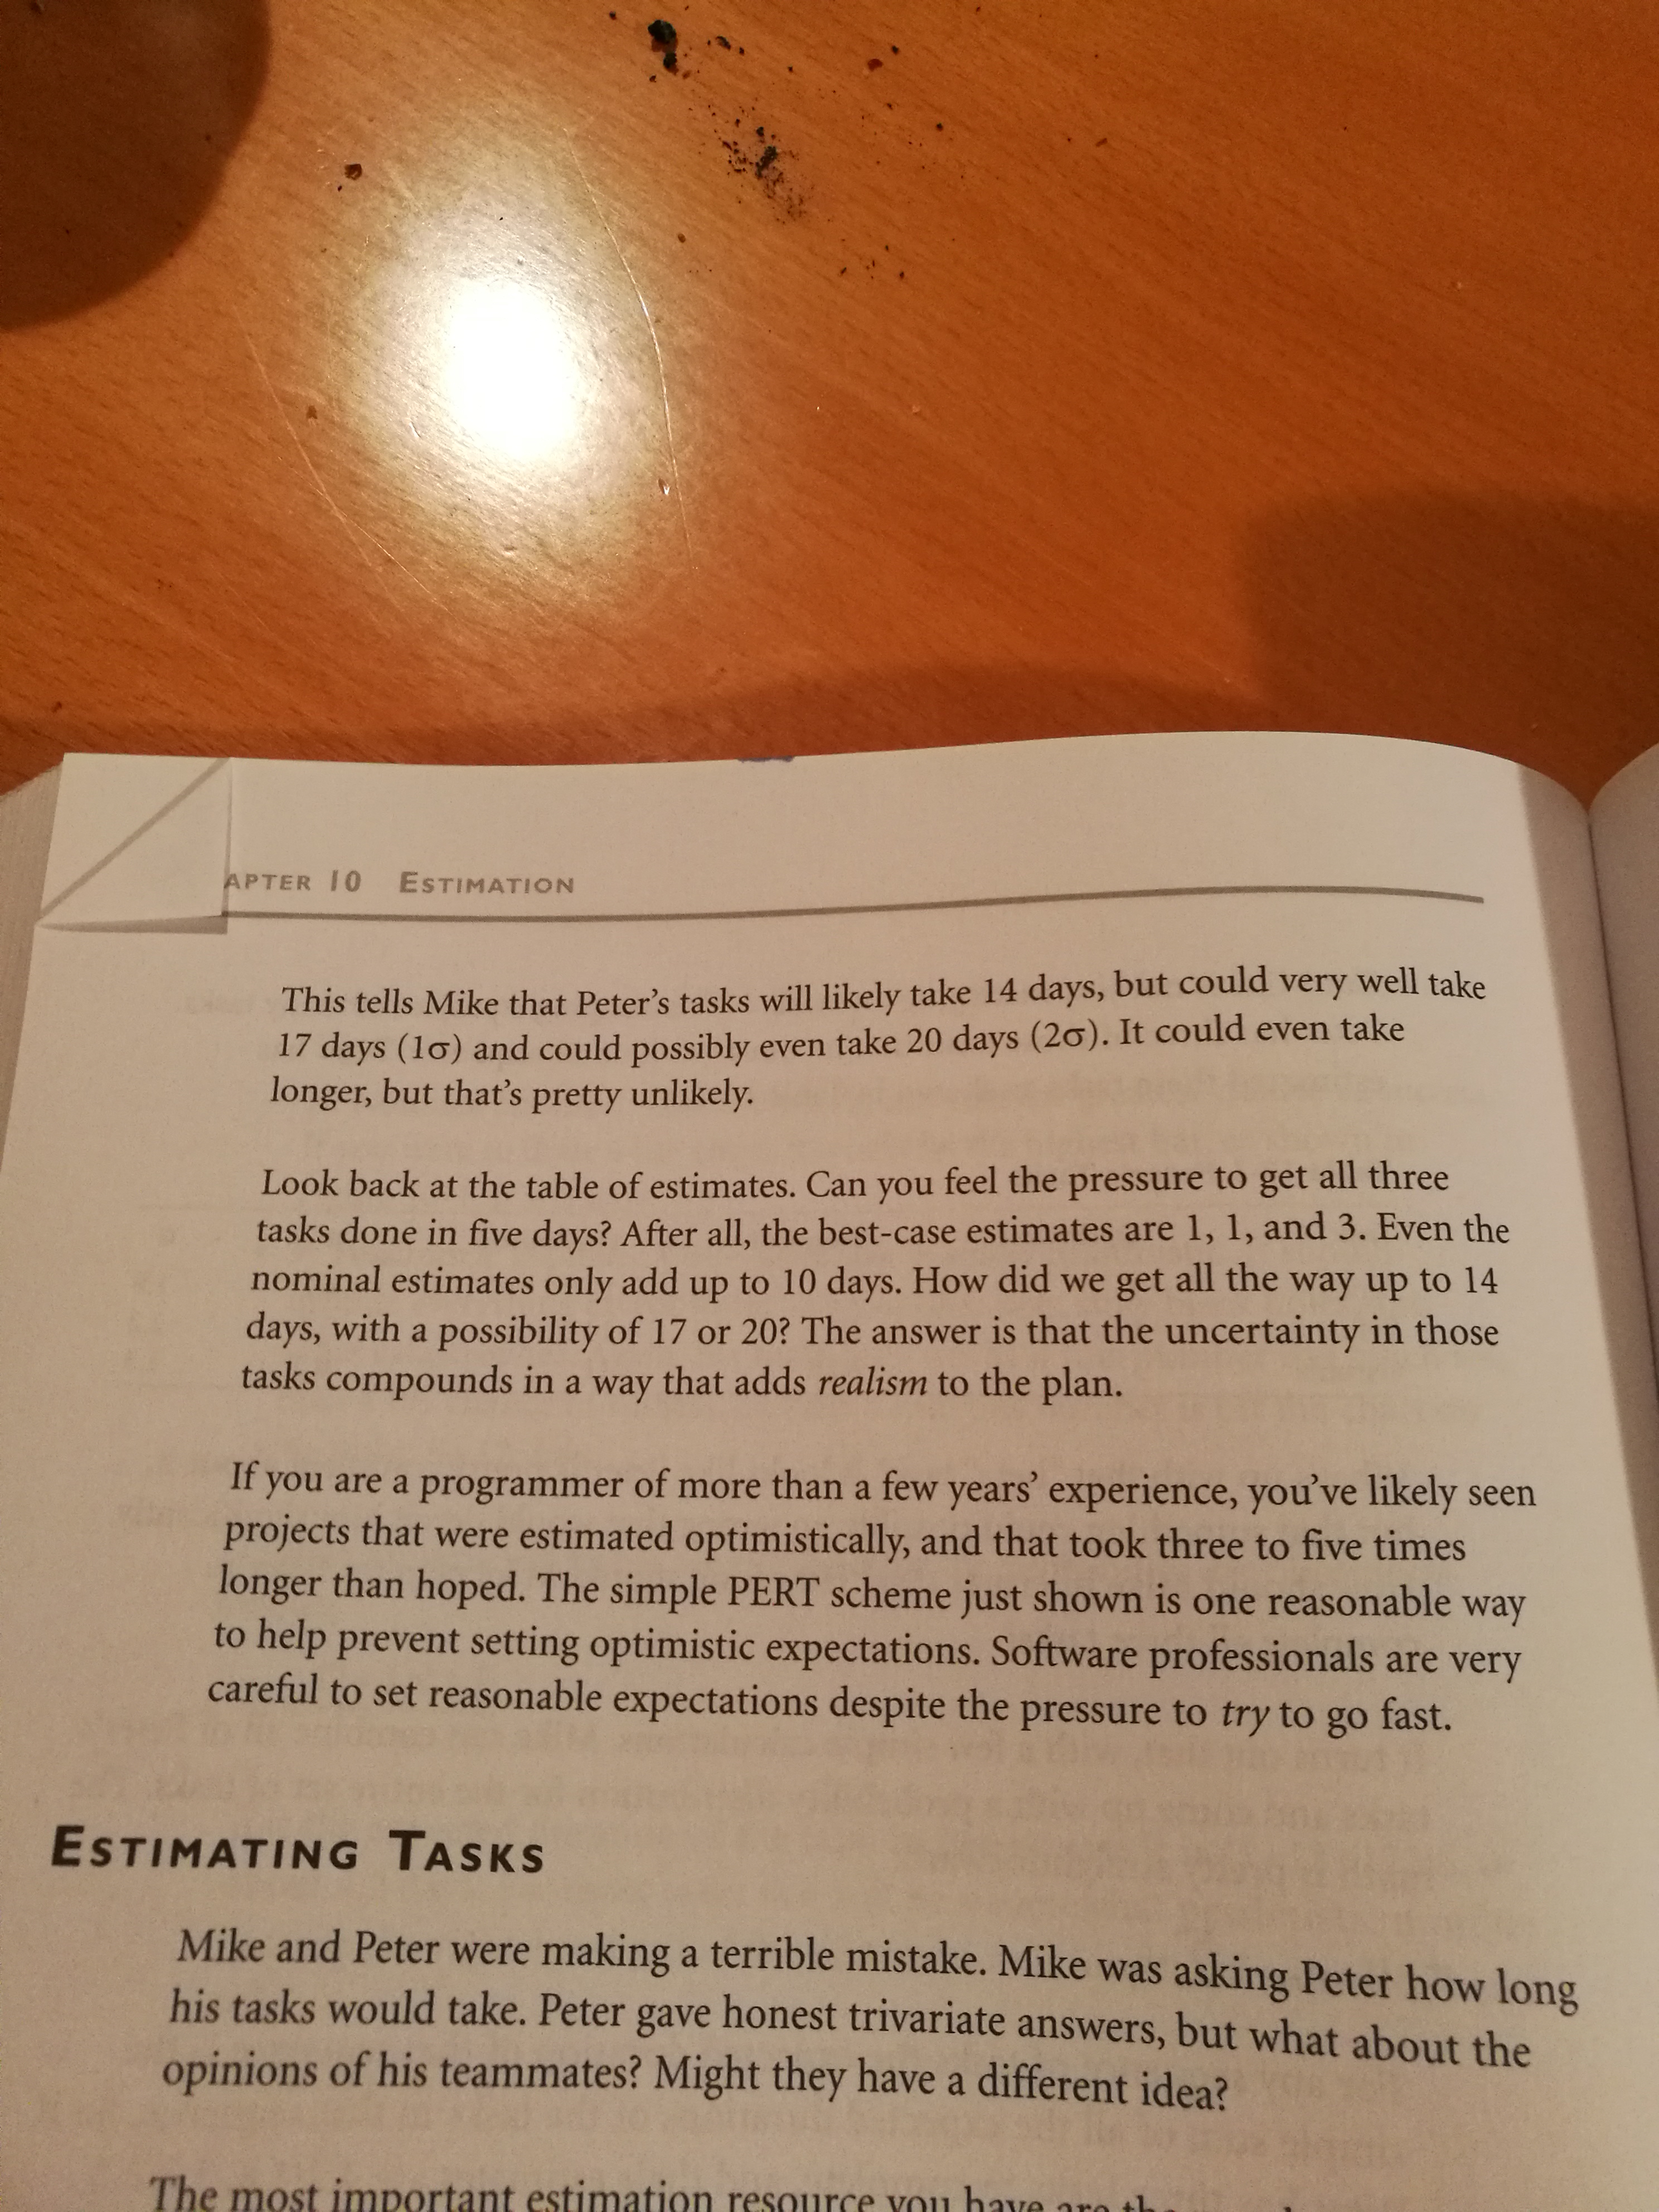 APTER 10 ESTIMATION
This tells Mike that Peter's tasks will likely take 14 days, but could very well take
17 days (1σ) and could possibly even take 20 days (2σ). It could even take
longer, but that's pretty unlikely.
Look back at the table of estimates. Can you feel the pressure to get all three
tasks done in five days? After all, the best-case estimates are 1, 1, and 3. Even the
nominal estimates only add up to 10 days. How did we get all the way up to 14
days, with a possibility of 17 or 20? The answer is that the uncertainty in those
tasks compounds in a way that adds realism to the plan.
If you are a programmer of more than a few years' experience, you've likely seen
projects that were estimated optimistically, and that took three to five times
longer than hoped. The simple PERT scheme just shown is one reasonable way
to help prevent setting optimistic expectations. Software professionals are very
careful to set reasonable expectations despite the pressure to try to go fast.
ESTIMATING TASKS
Mike and Peter were making a terrible mistake. Mike was asking Peter how long
his tasks would take. Peter gave honest trivariate answers, but what about the
opinions of his teammates? Might they have a different idea?
The most important estimation resource you have are